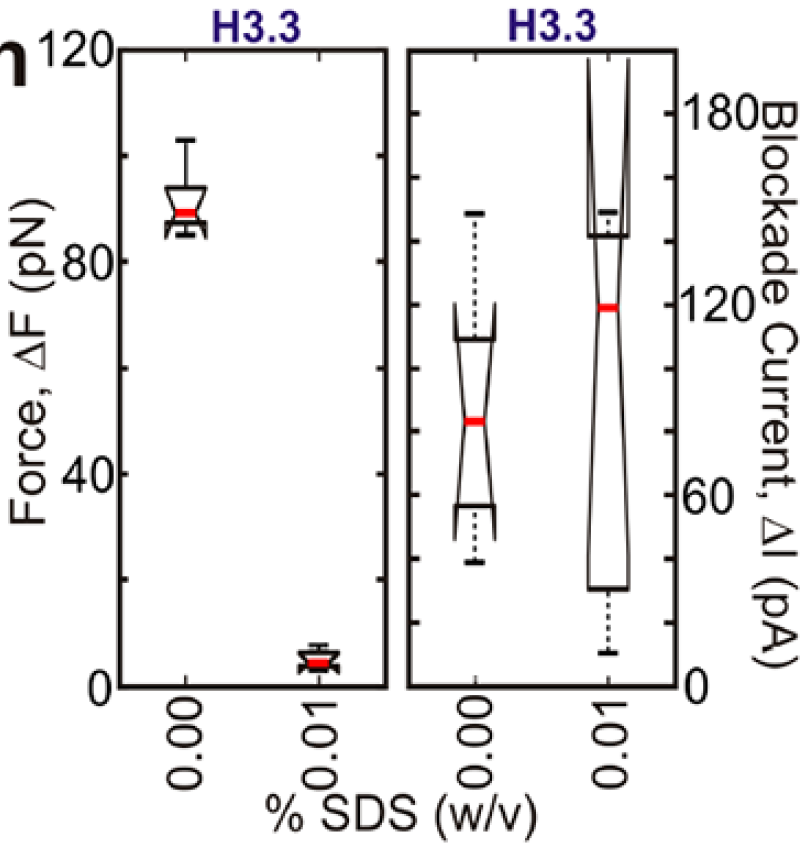 H3.3
H3.3
120
80
40
0
Force, ΔF (pN)
180
120
60
0
Blockade Current, ΔI (pA)
0.00
0.01
0.00
0.01
% SDS (w/v)